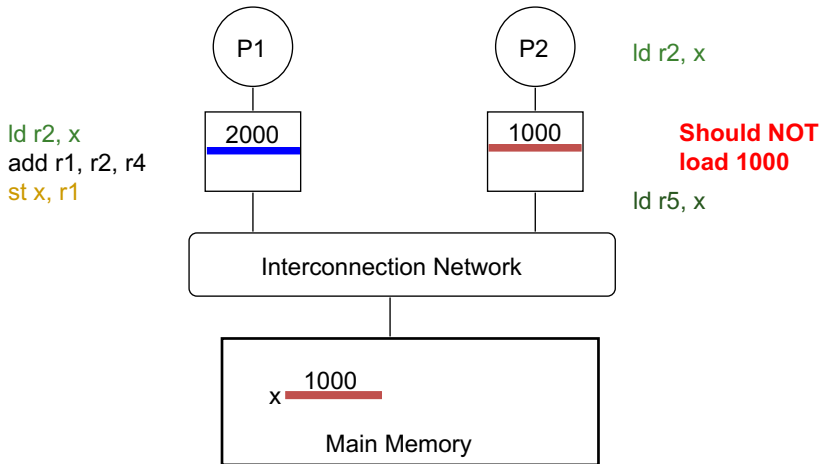 P1
P2
ld r2, x
ld r2, x
add r1, r2, r4
st x, r1
2000
1000
Should NOT
load 1000
ld r5, x
Interconnection Network
1000
x
Main Memory